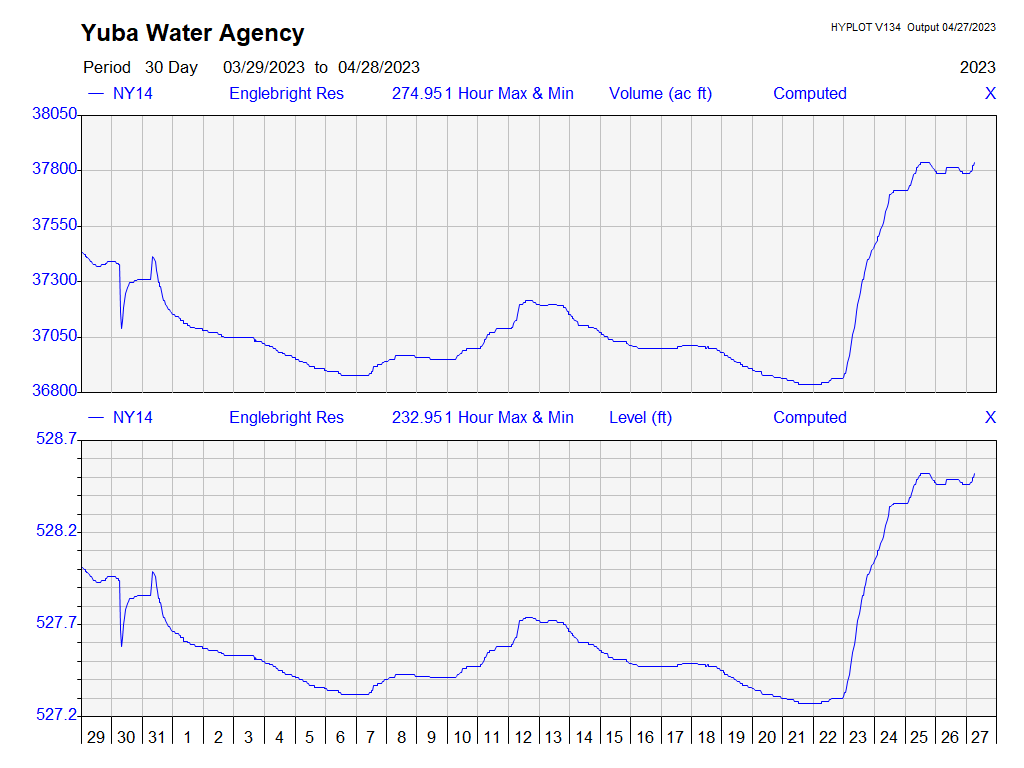 Yuba Water Agency
HYPLOT V134 Output 04/27/2023
Period 30 Day 03/29/2023 to 04/28/2023 2023
NY14 Englebright Res 274.951 Hour Max & Min Volume (ac ft) Computed X
38050
37800
37550
37300
37050
36800
NY14 Englebright Res 232.951 Hour Max & Min Level (ft) Computed X
528.7
528.2
527.7
527.2
29 30 31 1 2 3 4 5 6 7 8 9 10 11 12 13 14 15 16 17 18 19 20 21 22 23 24 25 26 27